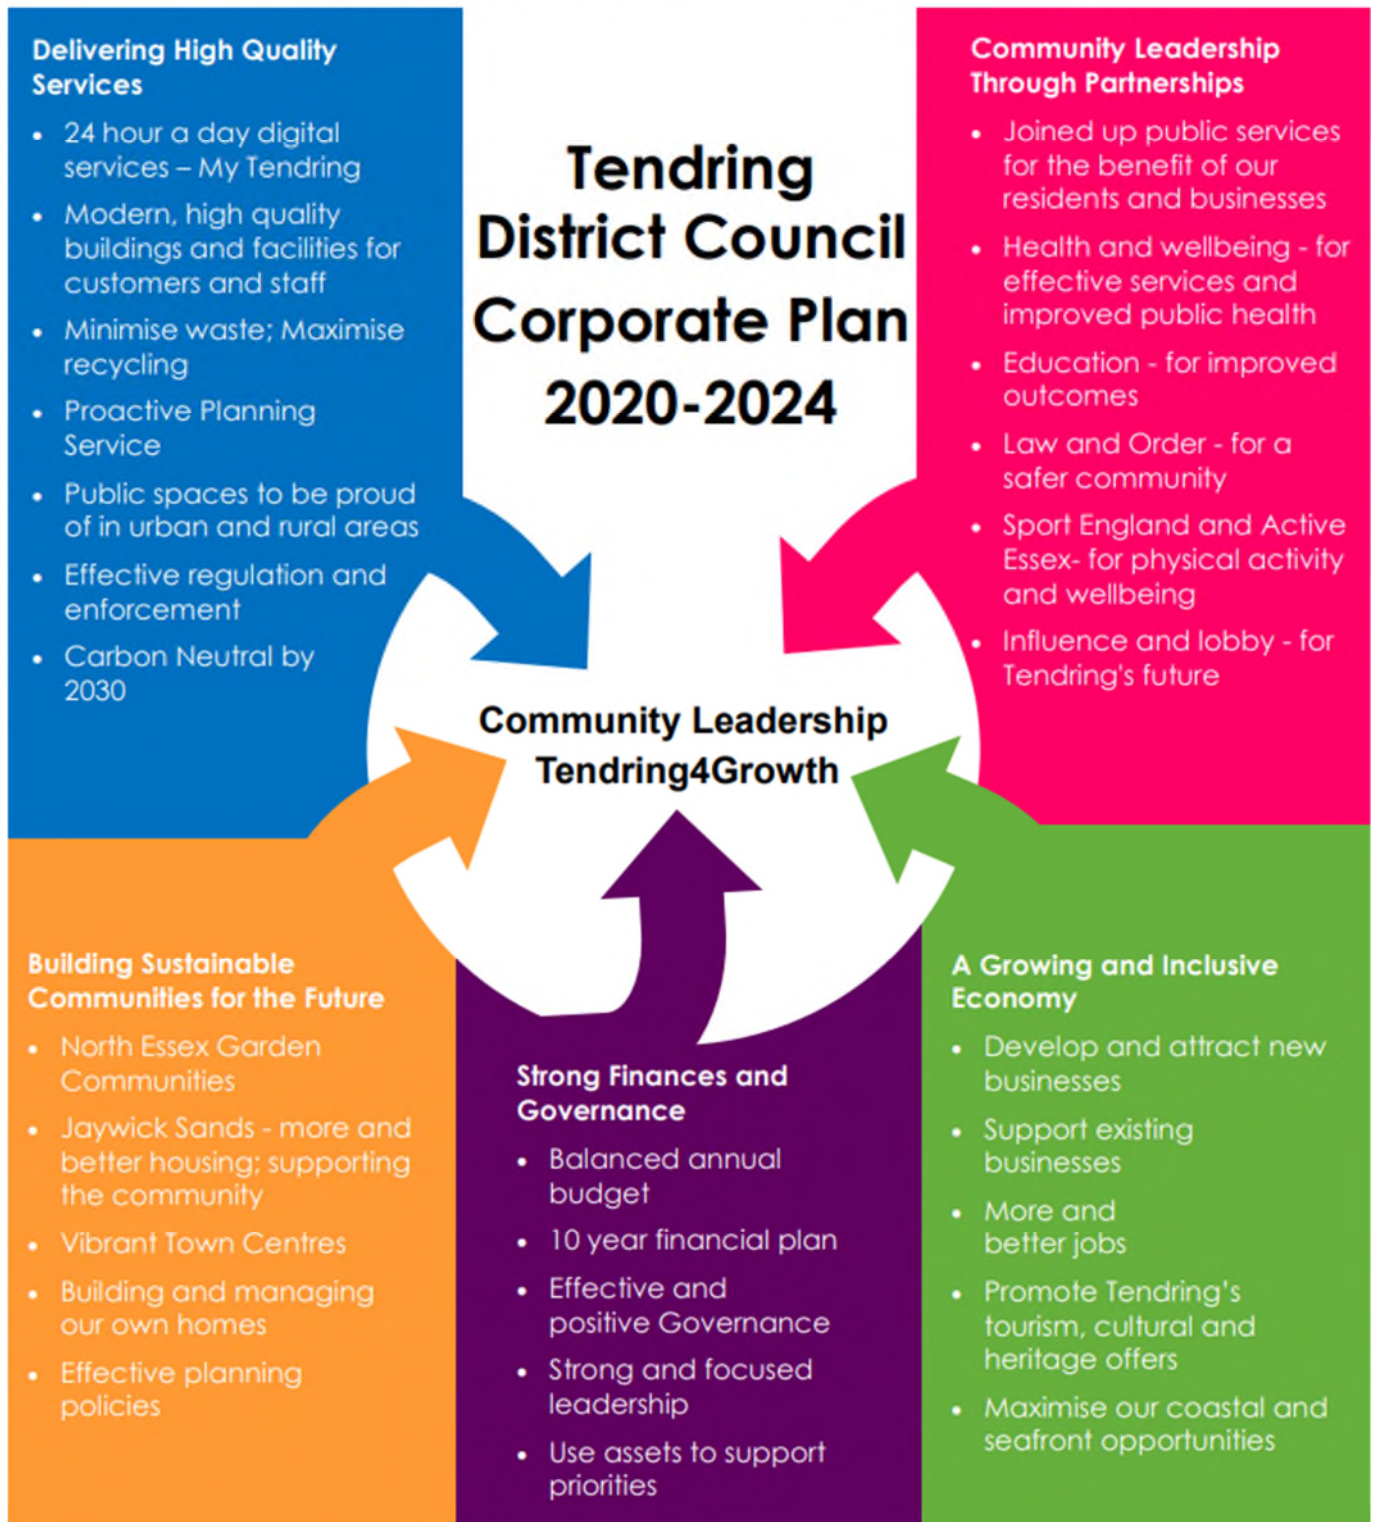 Delivering High Quality
Services
• 24 hour a day digital
services – My Tendring
• Modern, high quality
buildings and facilities for
customers and staff
• Minimise waste; Maximise
recycling
• Proactive Planning
Service
• Public spaces to be proud
of in urban and rural areas
• Effective regulation and
enforcement
• Carbon Neutral by
2030
Tendring
District Council
Corporate Plan
2020-2024
Community Leadership
Through Partnerships
• Joined up public services
for the benefit of our
residents and businesses
• Health and wellbeing - for
effective services and
improved public health
• Education - for improved
outcomes
• Law and Order - for a
safer community
• Sport England and Active
Essex- for physical activity
and wellbeing
• Influence and lobby - for
Tendring's future
Community Leadership
Tendring4Growth
Building Sustainable
Communities for the Future
• North Essex Garden
Communities
• Jaywick Sands - more and
better housing; supporting
the community
• Vibrant Town Centres
• Building and managing
our own homes
• Effective planning
policies
Strong Finances and
Governance
• Balanced annual
budget
• 10 year financial plan
• Effective and
positive Governance
• Strong and focused
leadership
• Use assets to support
priorities
A Growing and Inclusive
Economy
• Develop and attract new
businesses
• Support existing
businesses
• More and
better jobs
• Promote Tendring’s
tourism, cultural and
heritage offers
• Maximise our coastal and
seafront opportunities